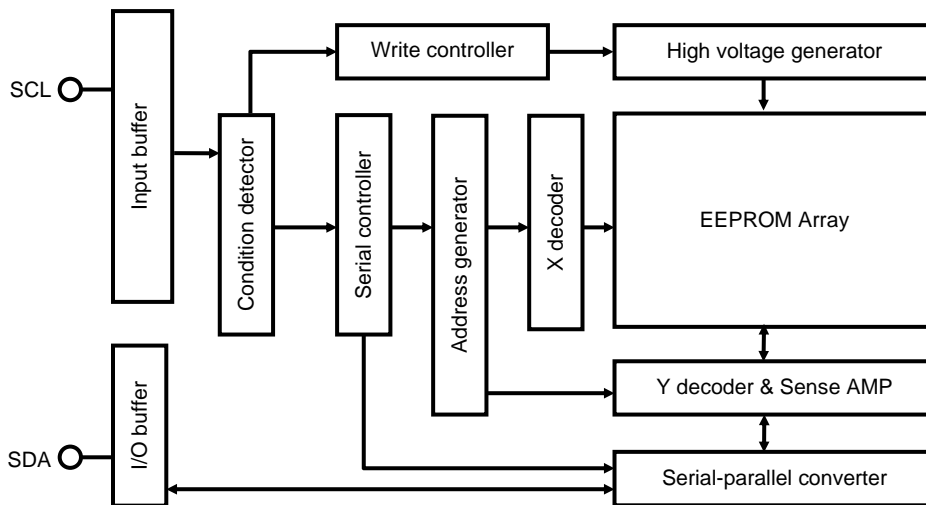 Write controller
High voltage generator
SCL
Input buffer
Condition detector
Serial controller
Address generator
X decoder
EEPROM Array
Y decoder & Sense AMP
SDA
I/O buffer
Serial-parallel converter